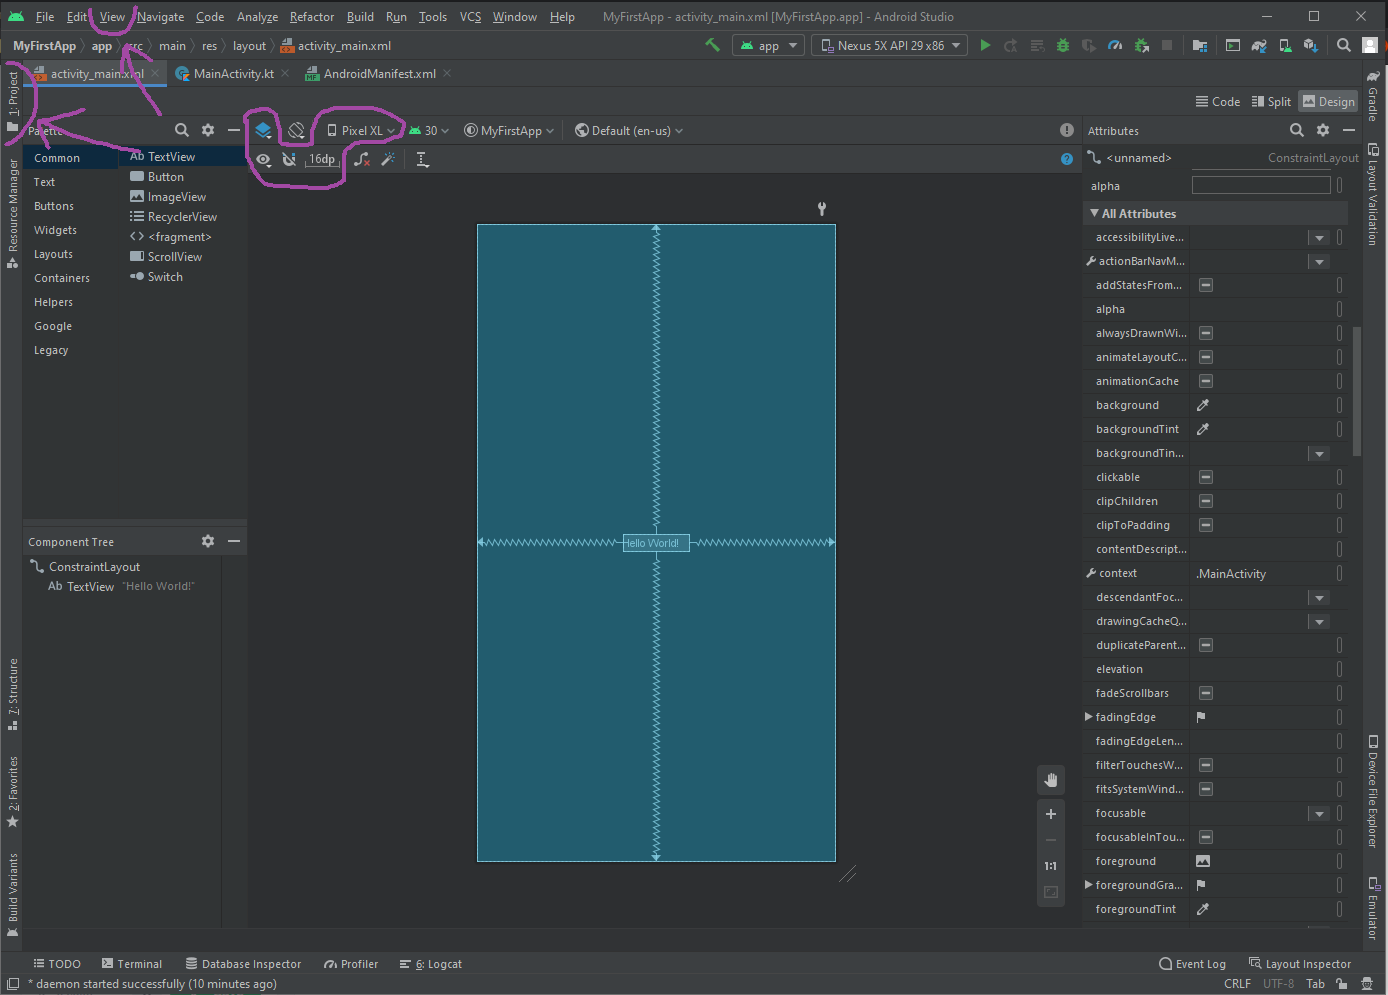 File Edit View Navigate Code Analyze Refactor Build Run Tools VCS Window Help MyFirstApp - activity_main.xml [MyFirstApp.app] - Android Studio
MyFirstApp app src main res layout activity_main.xml app Nexus 5X API 29 x86
activity_main.xml MainActivity.kt AndroidManifest.xml
Code Split Design
Palette Pixel XL 30 MyFirstApp Default (en-us) Attributes
16dp
<unnamed> ConstraintLayout
Common
Text
Buttons
Widgets
Layouts
Containers
Helpers
Google
Legacy
Ab TextView
Button
ImageView
RecyclerView
<fragment>
ScrollView
Switch
Component Tree
ConstraintLayout
Ab TextView "Hello World!"
Hello World!
1:1
alpha
All Attributes
accessibilityLive...
actionBarNavM...
addStatesFrom...
alpha
alwaysDrawnWi...
animateLayoutC...
animationCache
background
backgroundTint
backgroundTin...
clickable
clipChildren
clipToPadding
contentDescript...
context .MainActivity
descendantFoc...
drawingCacheQ...
duplicateParent...
elevation
fadeScrollbars
fadingEdge
fadingEdgeLen...
filterTouchesW...
fitsSystemWind...
focusable
focusableInTou...
foreground
foregroundGra...
foregroundTint
1: Project
Resource Manager
7: Structure
2: Favorites
Build Variants
Gradle
Layout Validation
Device File Explorer
Emulator
TODO Terminal Database Inspector Profiler 6: Logcat Event Log Layout Inspector
* daemon started successfully (10 minutes ago) CRLF UTF-8 Tab